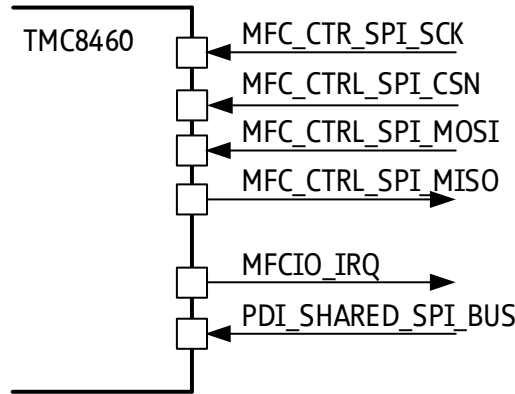 TMC8460
MFC_CTR_SPI_SCK
MFC_CTRL_SPI_CSN
MFC_CTRL_SPI_MOSI
MFC_CTRL_SPI_MISO
MFCIO_IRQ
PDI_SHARED_SPI_BUS